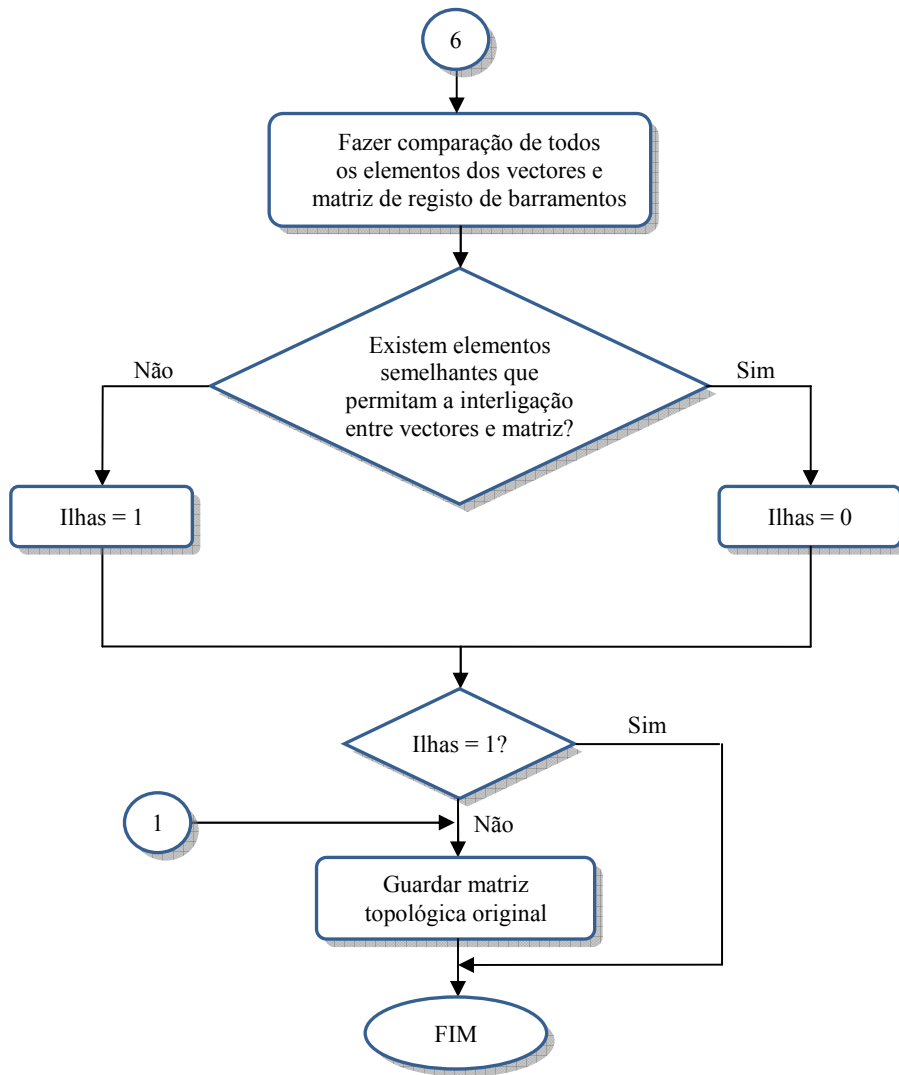 6
Fazer comparação de todos
os elementos dos vectores e
matriz de registo de barramentos
Existem elementos
semelhantes que
permitam a interligação
entre vectores e matriz?
Não
Sim
Ilhas = 1
Ilhas = 0
Ilhas = 1?
Sim
Não
1
Guardar matriz
topológica original
FIM